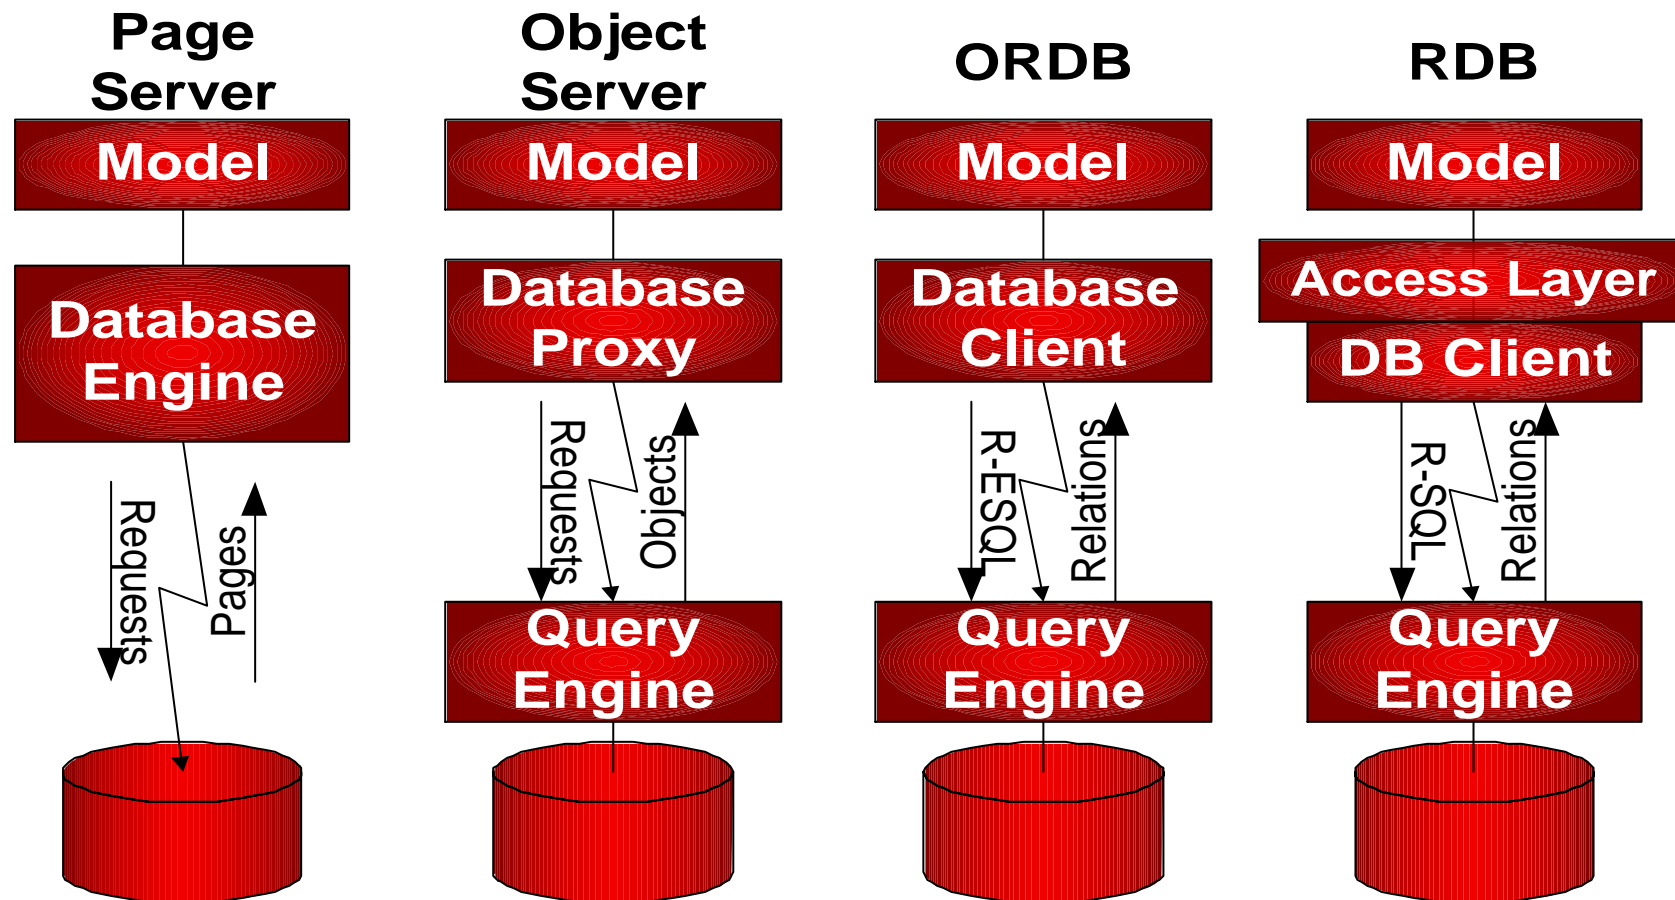 Page
Server
Model
Database
Engine
Requests
Pages
Object
Server
Model
Database
Proxy
Requests
Objects
Query
Engine
ORDB
Model
Database
Client
R-ESQL
Relations
Query
Engine
RDB
Model
Access Layer
DB Client
R-SQL
Relations
Query
Engine